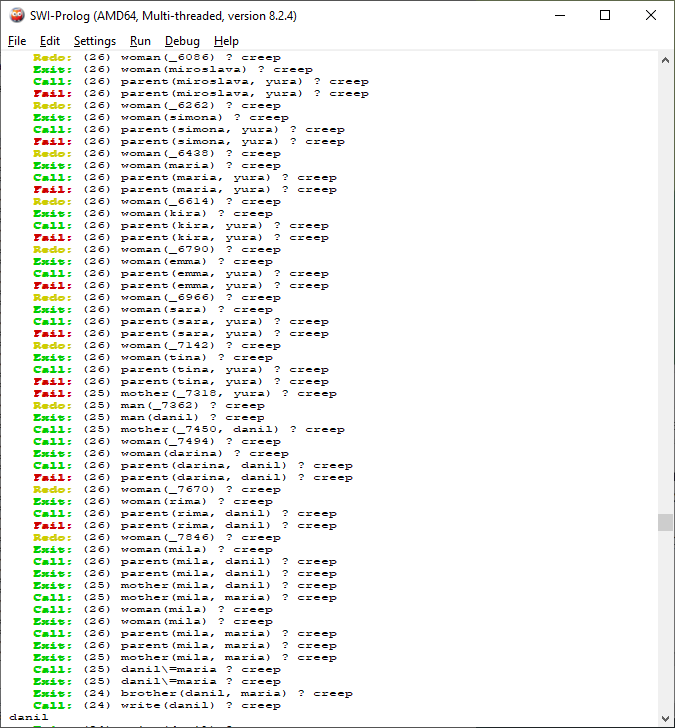 SWI-Prolog (AMD64, Multi-threaded, version 8.2.4)
File Edit Settings Run Debug Help
Redo: (26) woman(_6086) ? creep
Exit: (26) woman(miroslava) ? creep
Call: (26) parent(miroslava, yura) ? creep
Fail: (26) parent(miroslava, yura) ? creep
Redo: (26) woman(_6262) ? creep
Exit: (26) woman(simona) ? creep
Call: (26) parent(simona, yura) ? creep
Fail: (26) parent(simona, yura) ? creep
Redo: (26) woman(_6438) ? creep
Exit: (26) woman(maria) ? creep
Call: (26) parent(maria, yura) ? creep
Fail: (26) parent(maria, yura) ? creep
Redo: (26) woman(_6614) ? creep
Exit: (26) woman(kira) ? creep
Call: (26) parent(kira, yura) ? creep
Fail: (26) parent(kira, yura) ? creep
Redo: (26) woman(_6790) ? creep
Exit: (26) woman(emma) ? creep
Call: (26) parent(emma, yura) ? creep
Fail: (26) parent(emma, yura) ? creep
Redo: (26) woman(_6966) ? creep
Exit: (26) woman(sara) ? creep
Call: (26) parent(sara, yura) ? creep
Fail: (26) parent(sara, yura) ? creep
Redo: (26) woman(_7142) ? creep
Exit: (26) woman(tina) ? creep
Call: (26) parent(tina, yura) ? creep
Fail: (26) parent(tina, yura) ? creep
Fail: (25) mother(_7318, yura) ? creep
Redo: (25) man(_7362) ? creep
Exit: (25) man(danil) ? creep
Call: (25) mother(_7450, danil) ? creep
Call: (26) woman(_7494) ? creep
Exit: (26) woman(darina) ? creep
Call: (26) parent(darina, danil) ? creep
Fail: (26) parent(darina, danil) ? creep
Redo: (26) woman(_7670) ? creep
Exit: (26) woman(rima) ? creep
Call: (26) parent(rima, danil) ? creep
Fail: (26) parent(rima, danil) ? creep
Redo: (26) woman(_7846) ? creep
Exit: (26) woman(mila) ? creep
Call: (26) parent(mila, danil) ? creep
Exit: (26) parent(mila, danil) ? creep
Exit: (25) mother(mila, danil) ? creep
Call: (25) mother(mila, maria) ? creep
Call: (26) woman(mila) ? creep
Exit: (26) woman(mila) ? creep
Call: (26) parent(mila, maria) ? creep
Exit: (26) parent(mila, maria) ? creep
Exit: (25) mother(mila, maria) ? creep
Call: (25) danil\=maria ? creep
Exit: (25) danil\=maria ? creep
Exit: (24) brother(danil, maria) ? creep
Call: (24) write(danil) ? creep
danil